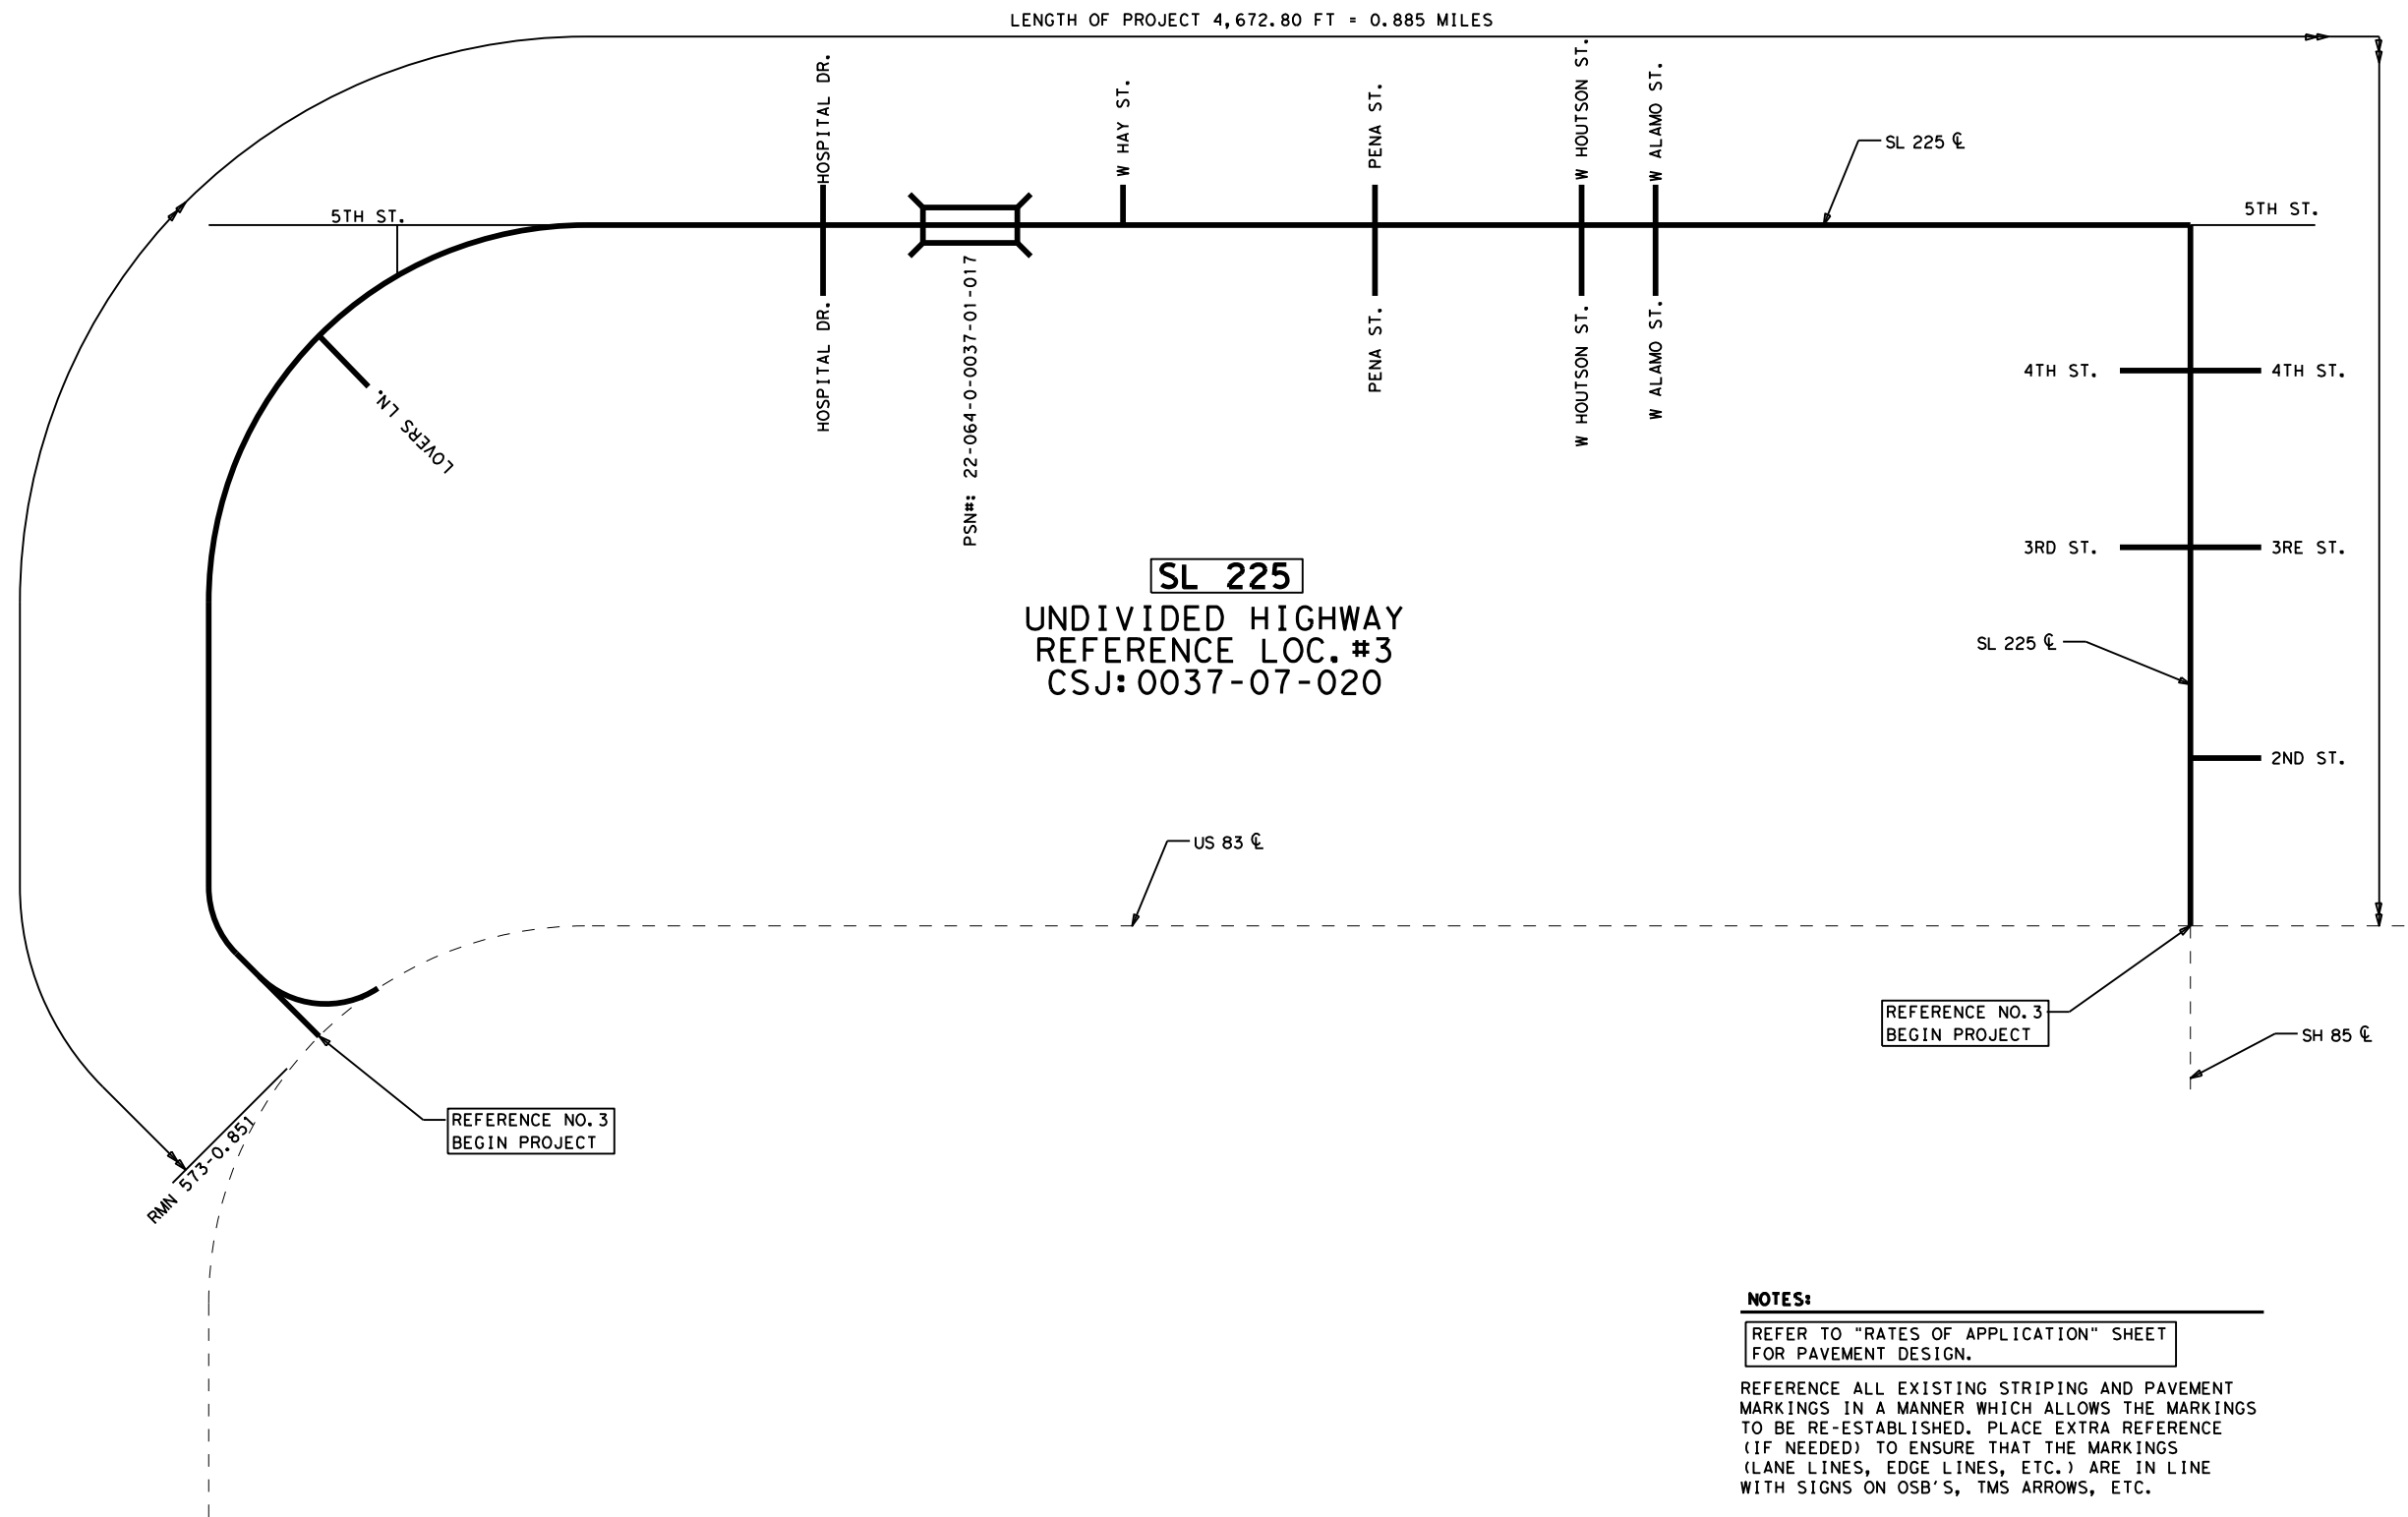 LENGTH OF PROJECT 4,672.80 FT = 0.885 MILES
HOSPITAL DR.
W HAY ST.
PENA ST.
W HOUTSON ST.
W ALAMO ST.
SL 225 ℄
5TH ST.
5TH ST.
HOSPITAL DR.
PSN#: 22-064-0-0037-01-017
PENA ST.
W HOUTSON ST.
W ALAMO ST.
4TH ST.
4TH ST.
LOVERS LN.
3RD ST.
3RE ST.
SL 225
UNDIVIDED HIGHWAY
REFERENCE LOC.#3
CSJ:0037-07-020
SL 225 ℄
2ND ST.
US 83 ℄
REFERENCE NO.3
BEGIN PROJECT
SH 85 ℄
REFERENCE NO.3
BEGIN PROJECT
RMN 573-0.851
NOTES:
REFER TO "RATES OF APPLICATION" SHEET
FOR PAVEMENT DESIGN.
REFERENCE ALL EXISTING STRIPING AND PAVEMENT
MARKINGS IN A MANNER WHICH ALLOWS THE MARKINGS
TO BE RE-ESTABLISHED. PLACE EXTRA REFERENCE
(IF NEEDED) TO ENSURE THAT THE MARKINGS
(LANE LINES, EDGE LINES, ETC.) ARE IN LINE
WITH SIGNS ON OSB'S, TMS ARROWS, ETC.